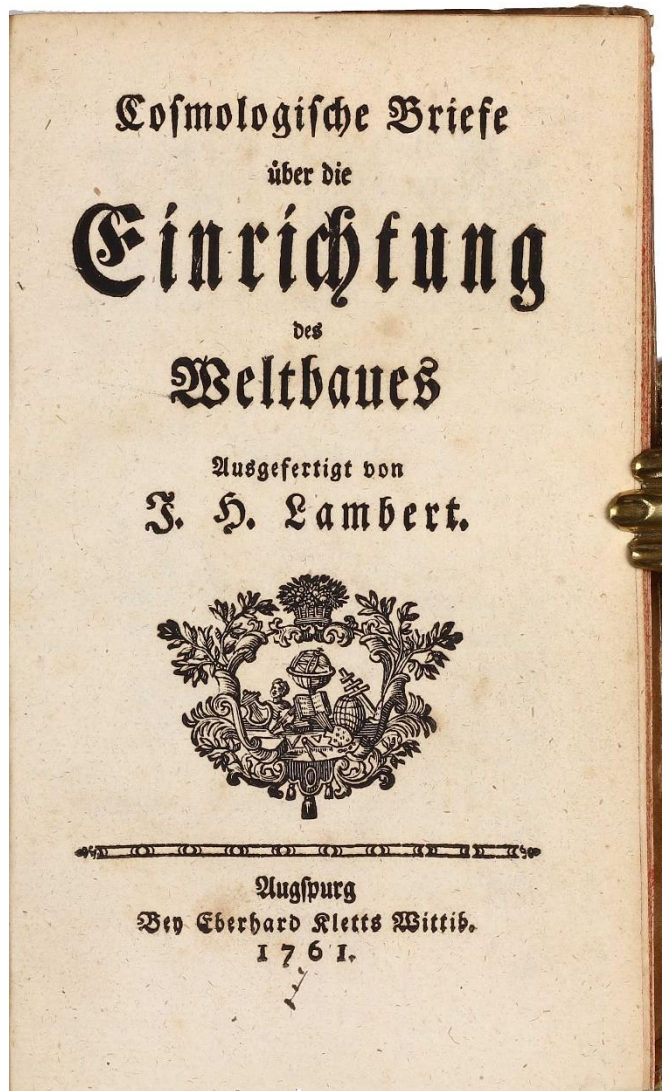 Cosmologische Briefe
über die
Einrichtung
des
Weltbaues
Ausgefertigt von
J. H. Lambert.
Augspurg
Bey Eberhard Kletts Wittib.
1761.